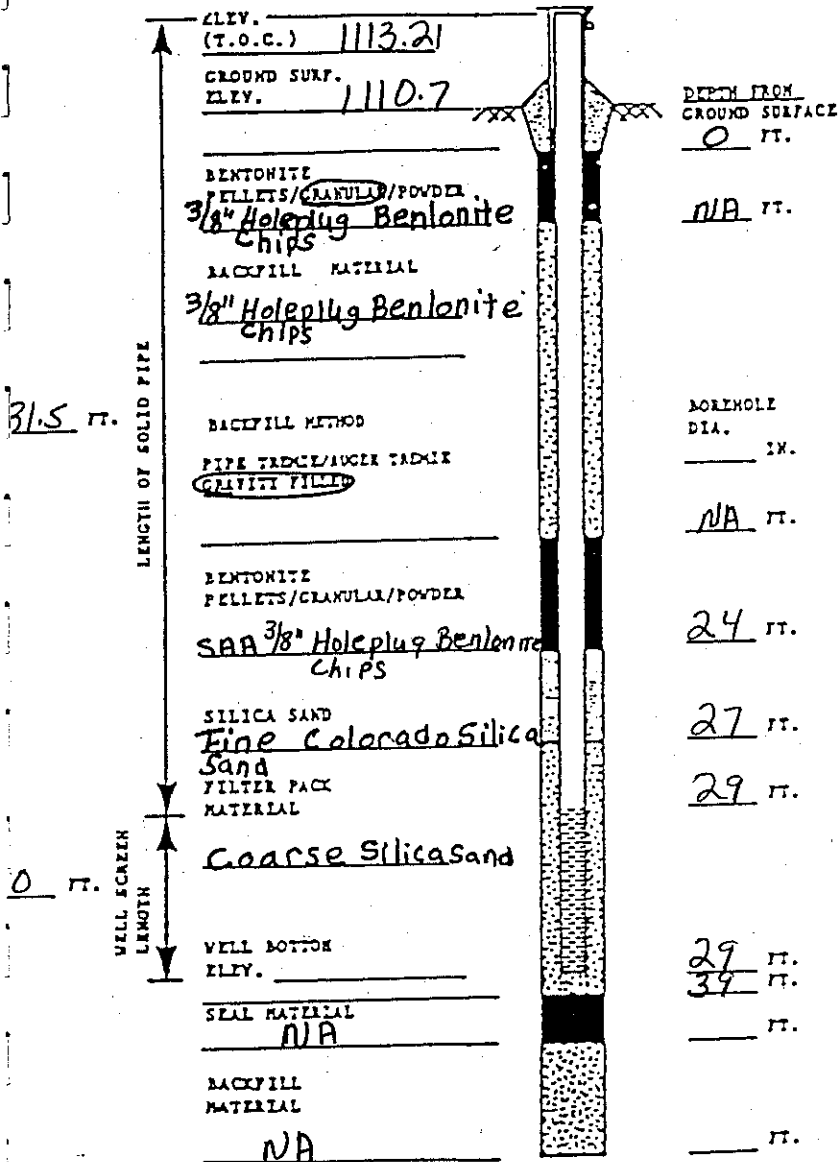 ELEV.
(T.O.C.) 1113.21
GROUND SURF.
ELEV. 1110.7
DEPTH FROM
GROUND SURFACE
0 FT.
BENTONITE
PELLETS/GRANULAR/POWDER
3/8" Holeplug Bentonite
Chips
NA FT.
BACKFILL MATERIAL
3/8" Holeplug Bentonite
Chips
LENGTH OF SOLID PIPE
31.5 FT.
BACKFILL METHOD
PIPE TREMIE/AUGER TREMIE
GRAVITY FILLED
BOREHOLE
DIA.
IN.
NA FT.
BENTONITE
PELLETS/GRANULAR/POWDER
SAA 3/8" Holeplug Bentonite
Chips
24 FT.
SILICA SAND
Fine Colorado Silica
Sand
27 FT.
FILTER PACK
MATERIAL
29 FT.
Coarse Silica Sand
WELL SCREEN
LENGTH
0 FT.
WELL BOTTOM
ELEV.
29 FT.
39 FT.
SEAL MATERIAL
N/A
FT.
BACKFILL
MATERIAL
NA
FT.